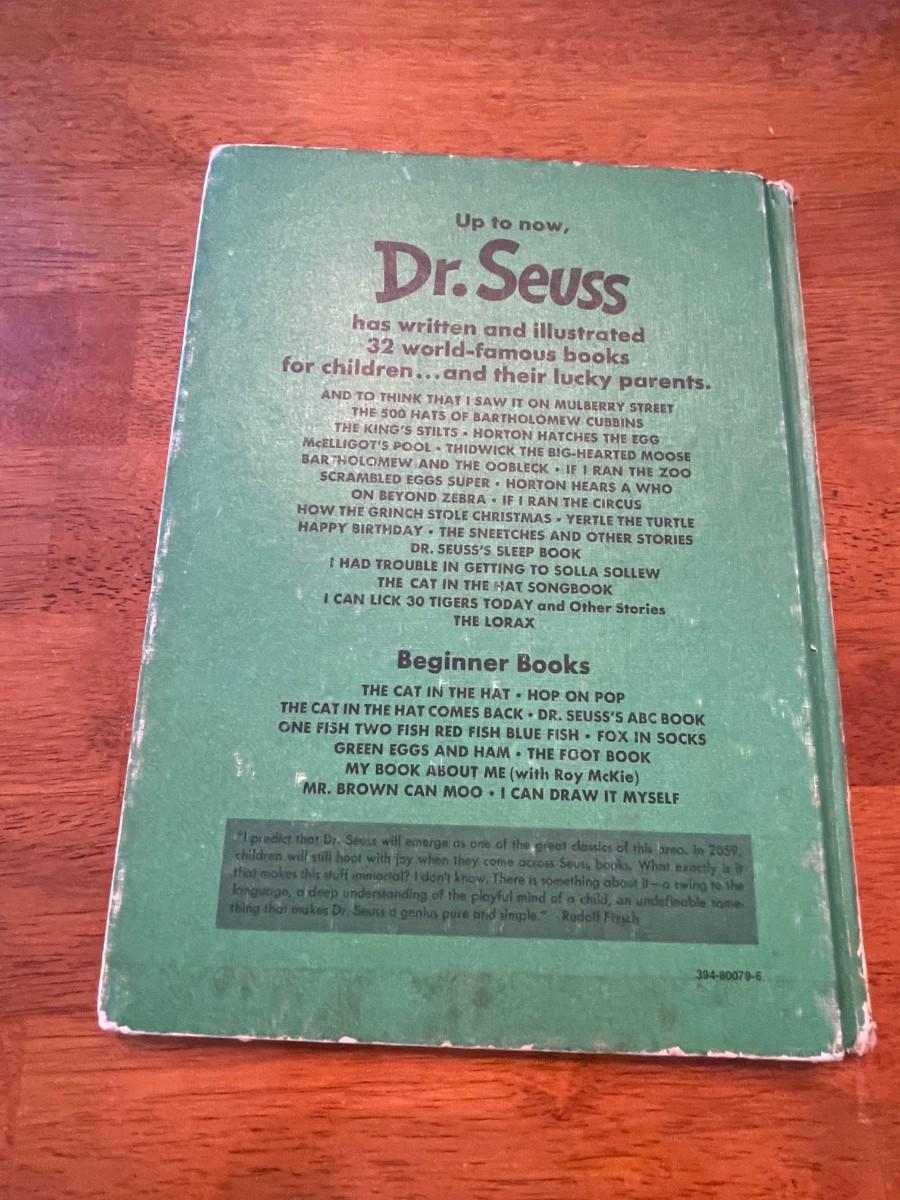 Up to now,
Dr. Seuss
has written and illustrated
32 world-famous books
for children...and their lucky parents.
AND TO THINK THAT I SAW IT ON MULBERRY STREET
THE 500 HATS OF BARTHOLOMEW CUBBINS
THE KING'S STILTS • HORTON HATCHES THE EGG
McELLIGOT'S POOL • THIDWICK THE BIG-HEARTED MOOSE
BARTHOLOMEW AND THE OOBLECK • IF I RAN THE ZOO
SCRAMBLED EGGS SUPER • HORTON HEARS A WHO
ON BEYOND ZEBRA • IF I RAN THE CIRCUS
HOW THE GRINCH STOLE CHRISTMAS • YERTLE THE TURTLE
HAPPY BIRTHDAY • THE SNEETCHES AND OTHER STORIES
DR. SEUSS'S SLEEP BOOK
I HAD TROUBLE IN GETTING TO SOLLA SOLLEW
THE CAT IN THE HAT SONGBOOK
I CAN LICK 30 TIGERS TODAY and Other Stories
THE LORAX
Beginner Books
THE CAT IN THE HAT • HOP ON POP
THE CAT IN THE HAT COMES BACK • DR. SEUSS'S ABC BOOK
ONE FISH TWO FISH RED FISH BLUE FISH • FOX IN SOCKS
GREEN EGGS AND HAM • THE FOOT BOOK
MY BOOK ABOUT ME (with Roy McKie)
MR. BROWN CAN MOO • I CAN DRAW IT MYSELF
"I predict that Dr. Seuss will emerge as one of the great classics of this area. In 2059,
children will still hoot with joy when they come across Seuss books. What exactly is it
that makes this stuff immortal? I don't know. There is something about it—a swing to the
language, a deep understanding of the playful mind of a child, an undefinable some-
thing that makes Dr. Seuss a genius pure and simple." Rudolf Flesch
394-80079-6